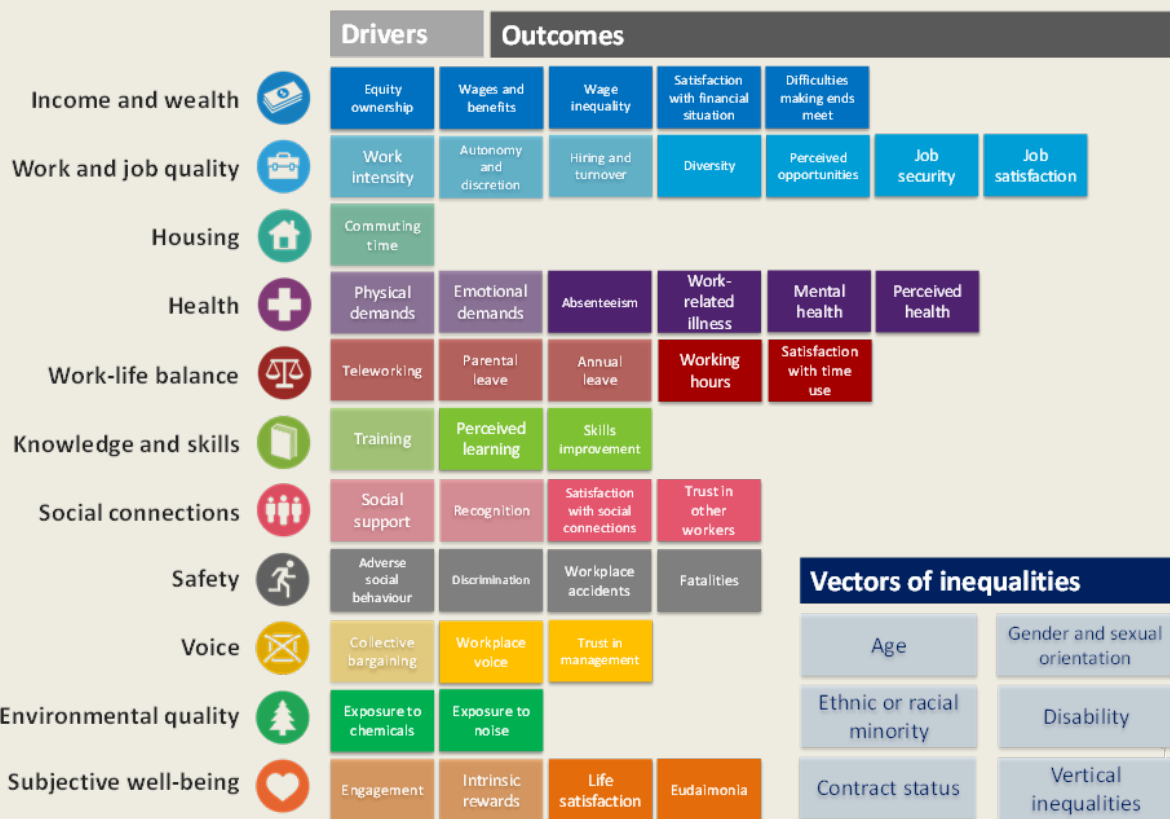 Drivers
Outcomes
Income and wealth
Equity
ownership
Wages and
benefits
Wage
inequality
Satisfaction
with financial
situation
Difficulties
making ends
meet
Work and job quality
Work
intensity
Autonomy
and
discretion
Hiring and
turnover
Diversity
Perceived
opportunities
Job
security
Job
satisfaction
Housing
Commuting
time
Health
Physical
demands
Emotional
demands
Absenteeism
Work-
related
illness
Mental
health
Perceived
health
Work-life balance
Teleworking
Parental
leave
Annual
leave
Working
hours
Satisfaction
with time
use
Knowledge and skills
Training
Perceived
learning
Skills
improvement
Social connections
Social
support
Recognition
Satisfaction
with social
connections
Trust in
other
workers
Safety
Adverse
social
behaviour
Discrimination
Workplace
accidents
Fatalities
Voice
Collective
bargaining
Workplace
voice
Trust in
management
Environmental quality
Exposure to
chemicals
Exposure to
noise
Subjective well-being
Engagement
Intrinsic
rewards
Life
satisfaction
Eudaimonia
Vectors of inequalities
Age
Gender and sexual
orientation
Ethnic or racial
minority
Disability
Contract status
Vertical
inequalities